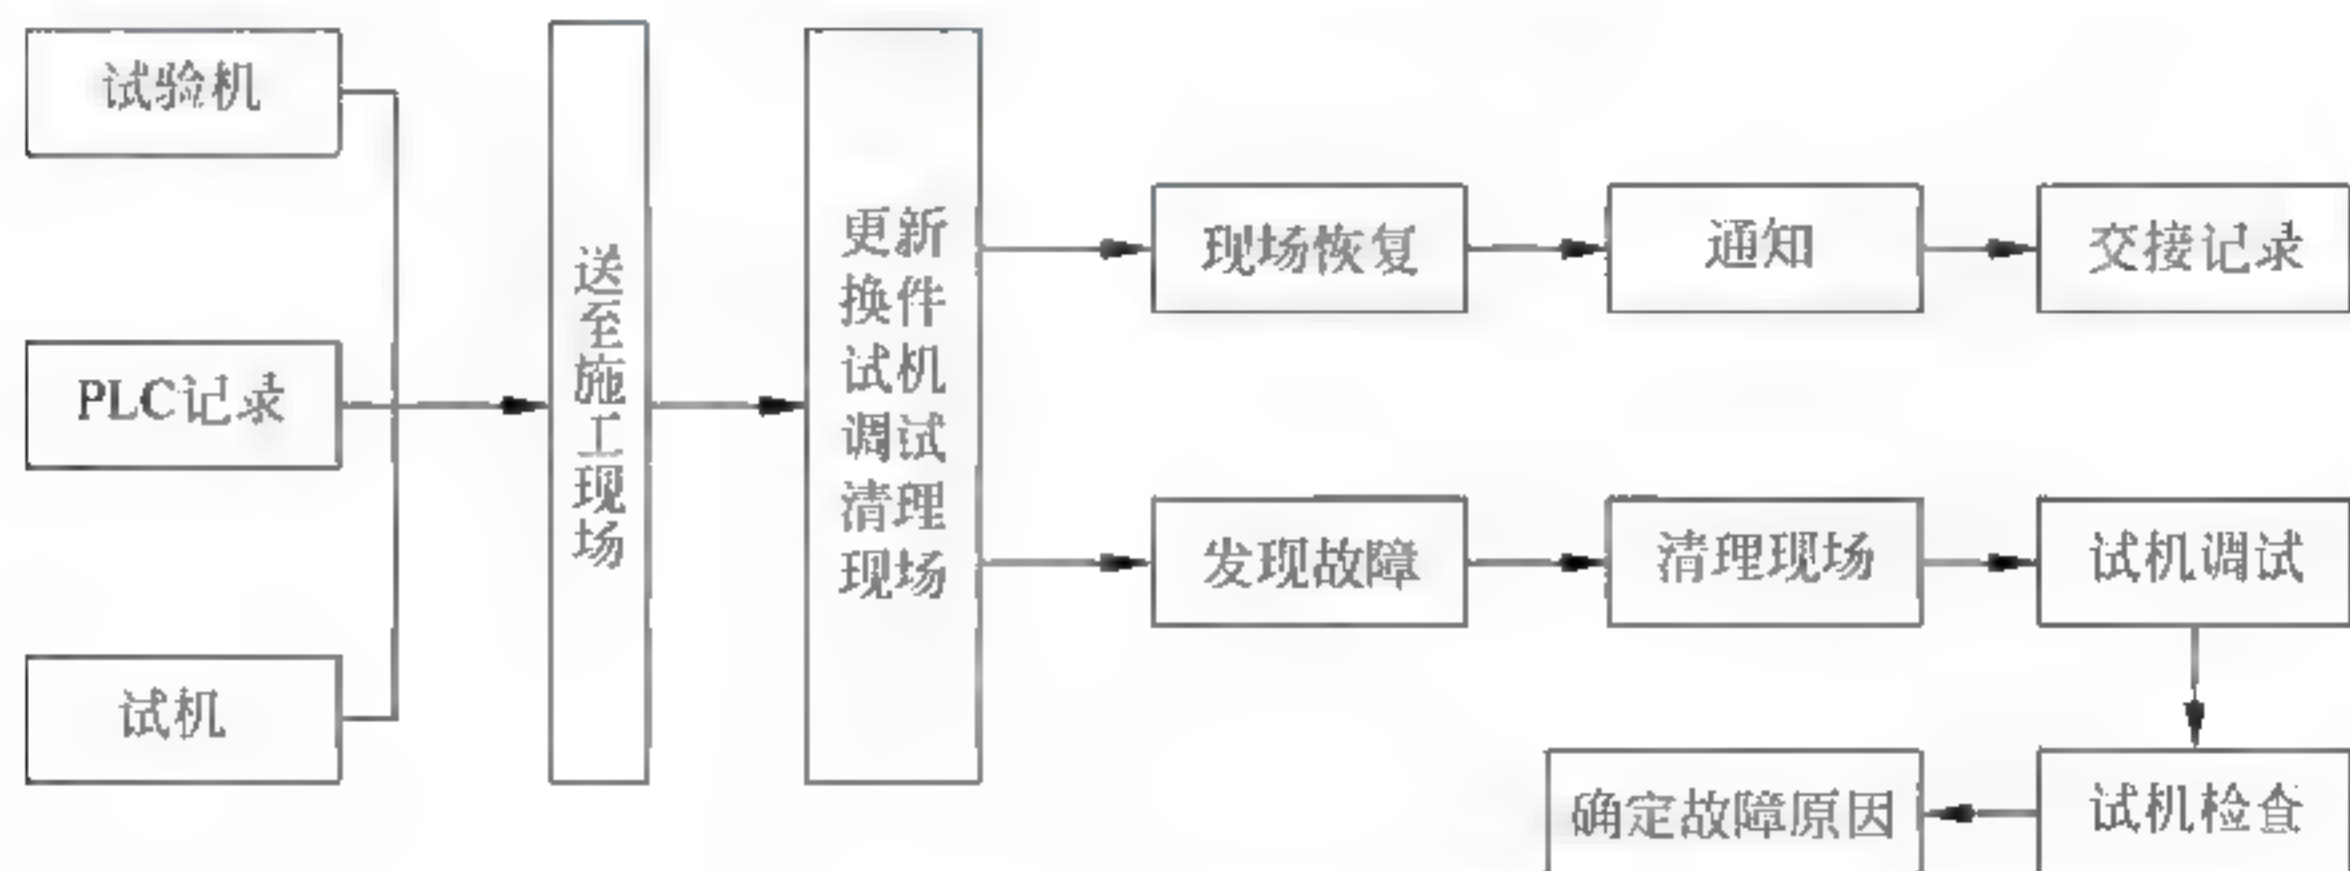 试验机
PLC记录
试机
送至施工现场
更新
换件
试机
调试
清理
现场
现场恢复
通知
交接记录
发现故障
清理现场
试机调试
试机检查
确定故障原因